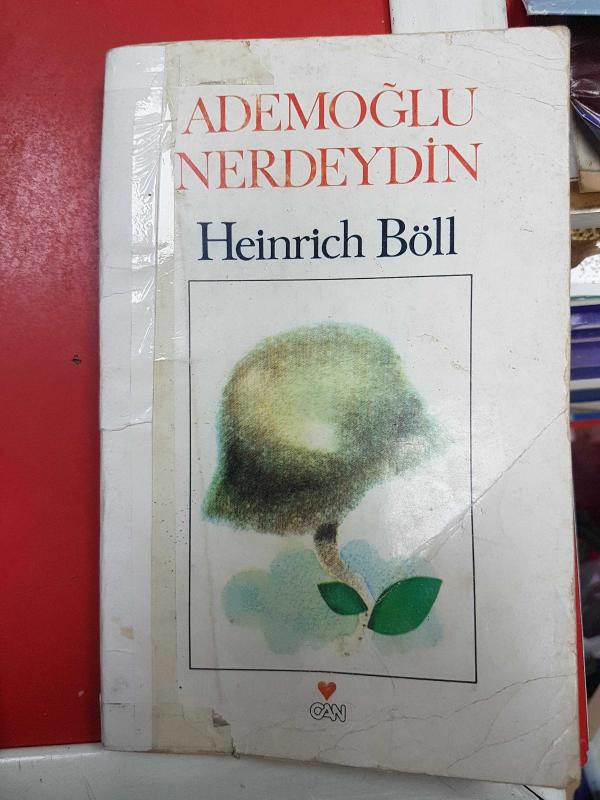 ADEMOĞLU
NERDEYDİN
Heinrich Böll
CAN